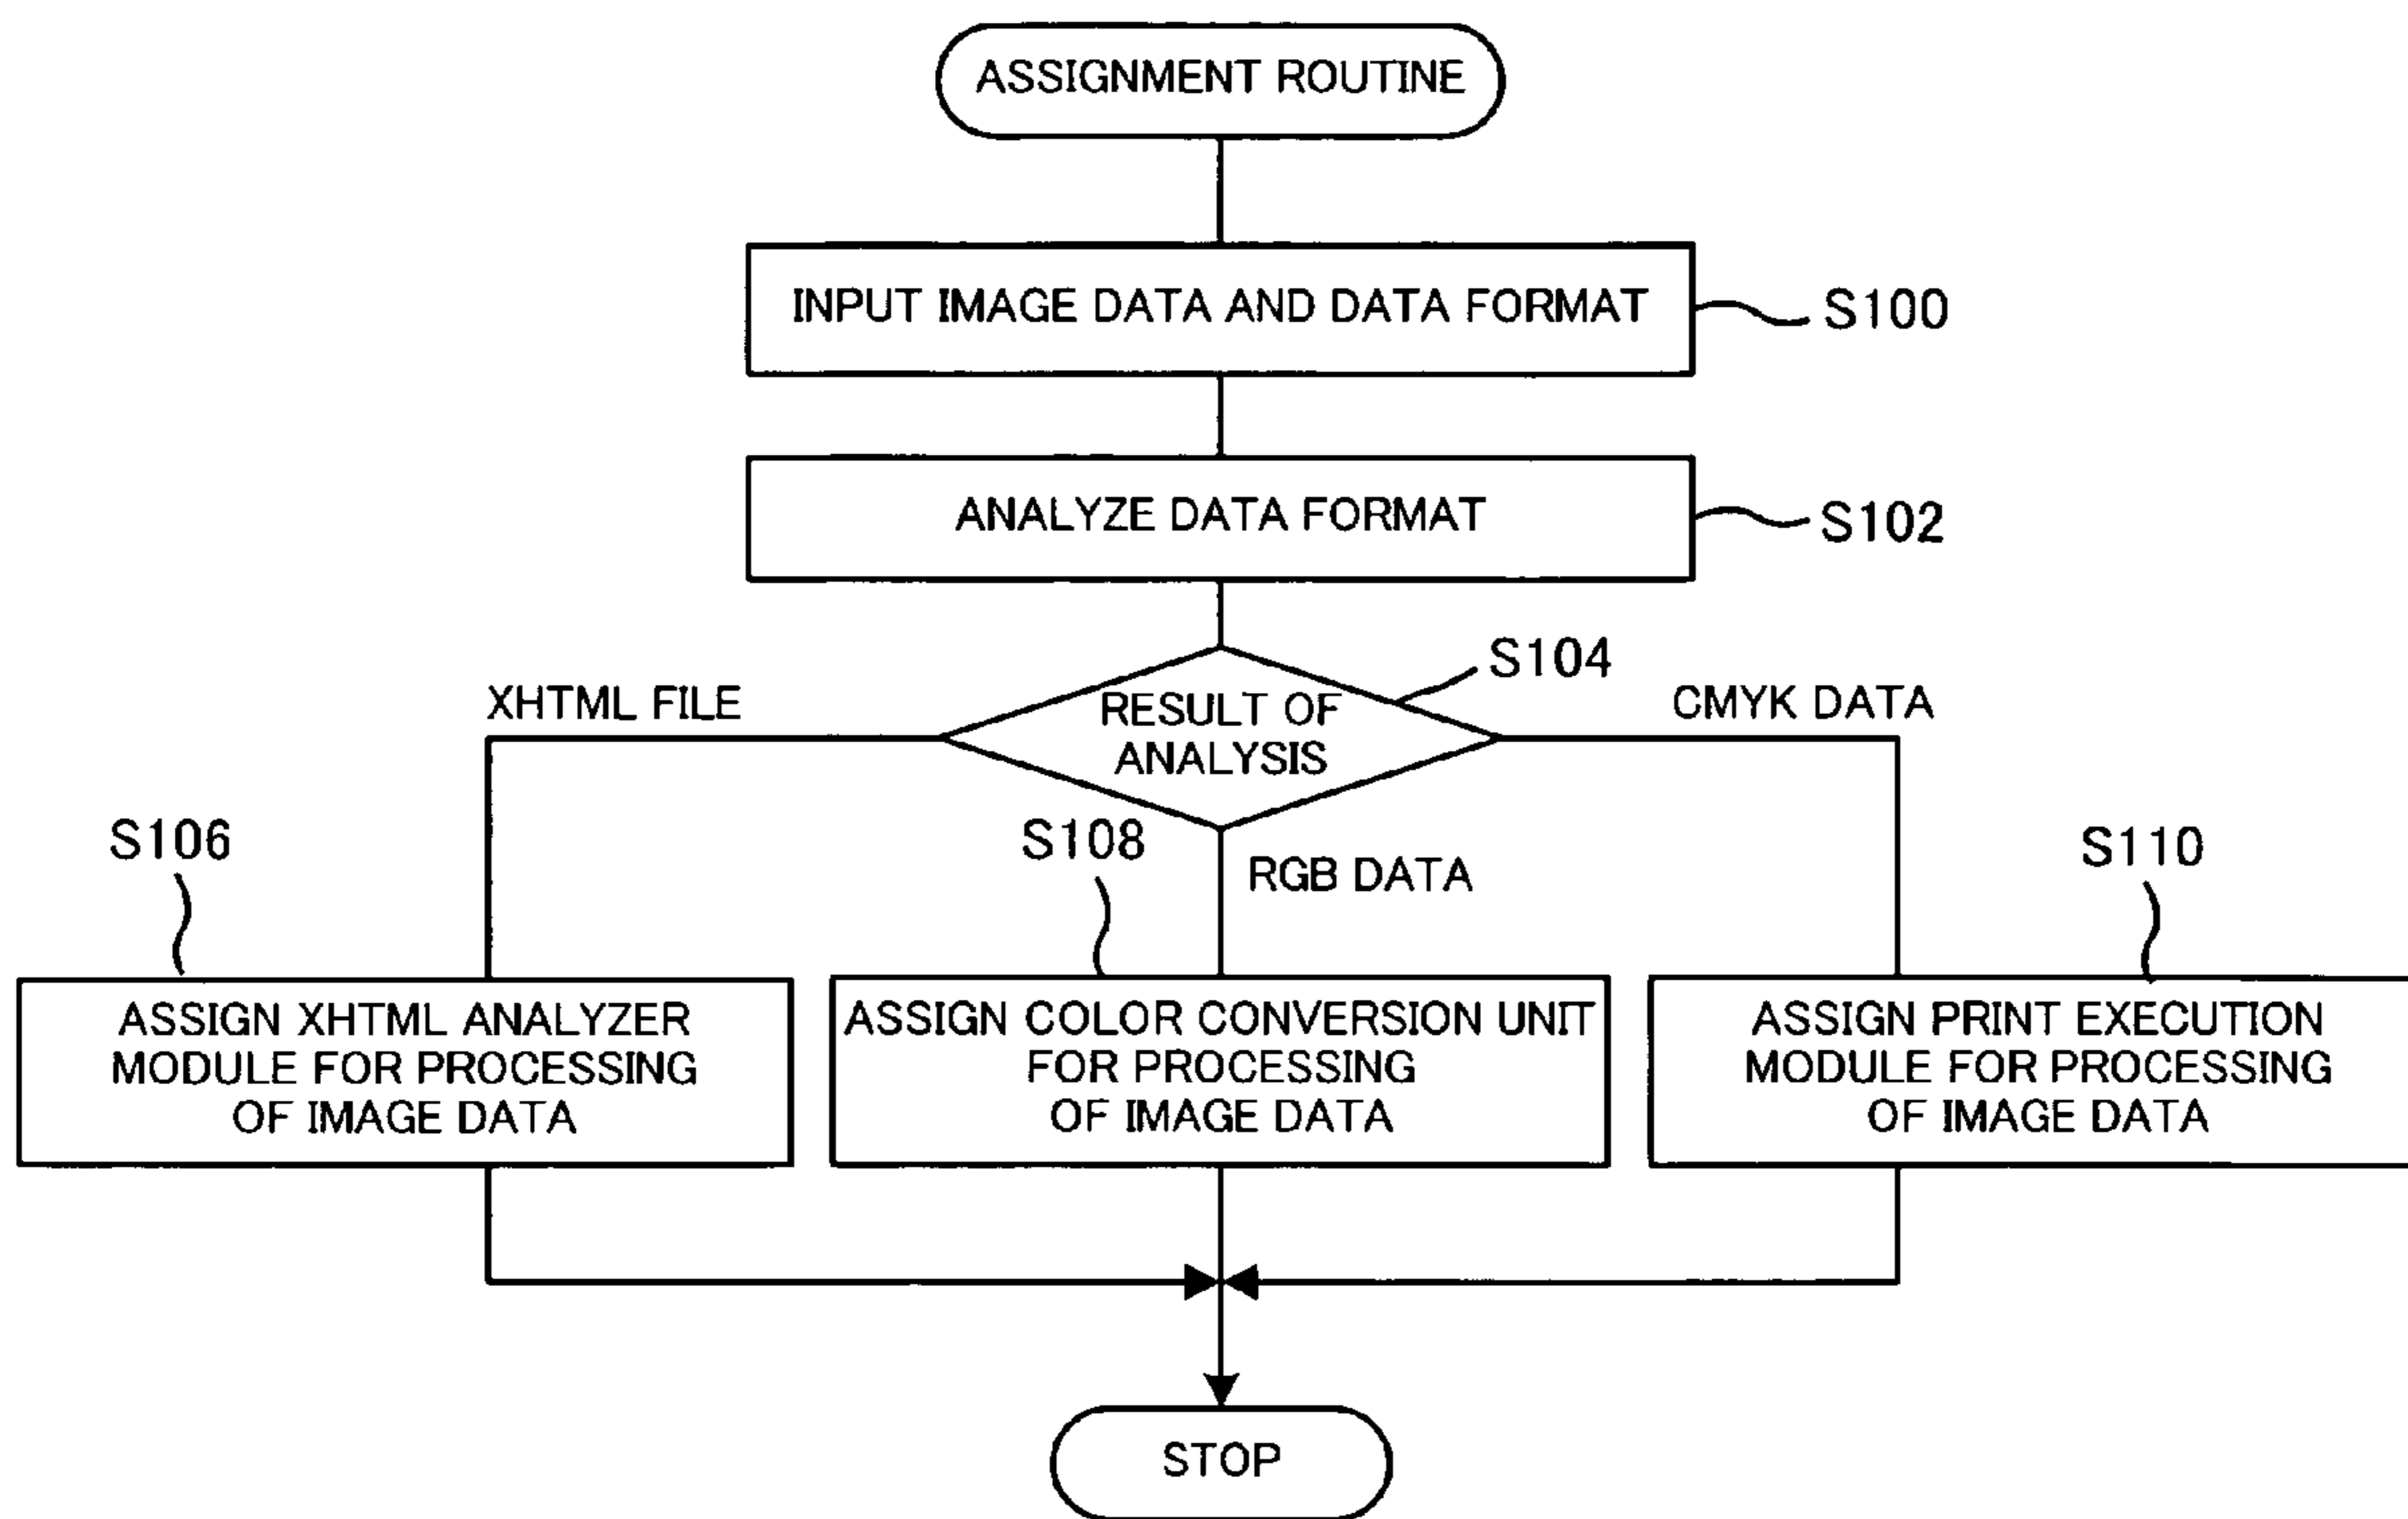 ASSIGNMENT ROUTINE
INPUT IMAGE DATA AND DATA FORMAT
S100
ANALYZE DATA FORMAT
S102
S104
RESULT OF
ANALYSIS
XHTML FILE
CMYK DATA
RGB DATA
S106
ASSIGN XHTML ANALYZER
MODULE FOR PROCESSING
OF IMAGE DATA
S108
ASSIGN COLOR CONVERSION UNIT
FOR PROCESSING
OF IMAGE DATA
S110
ASSIGN PRINT EXECUTION
MODULE FOR PROCESSING
OF IMAGE DATA
STOP